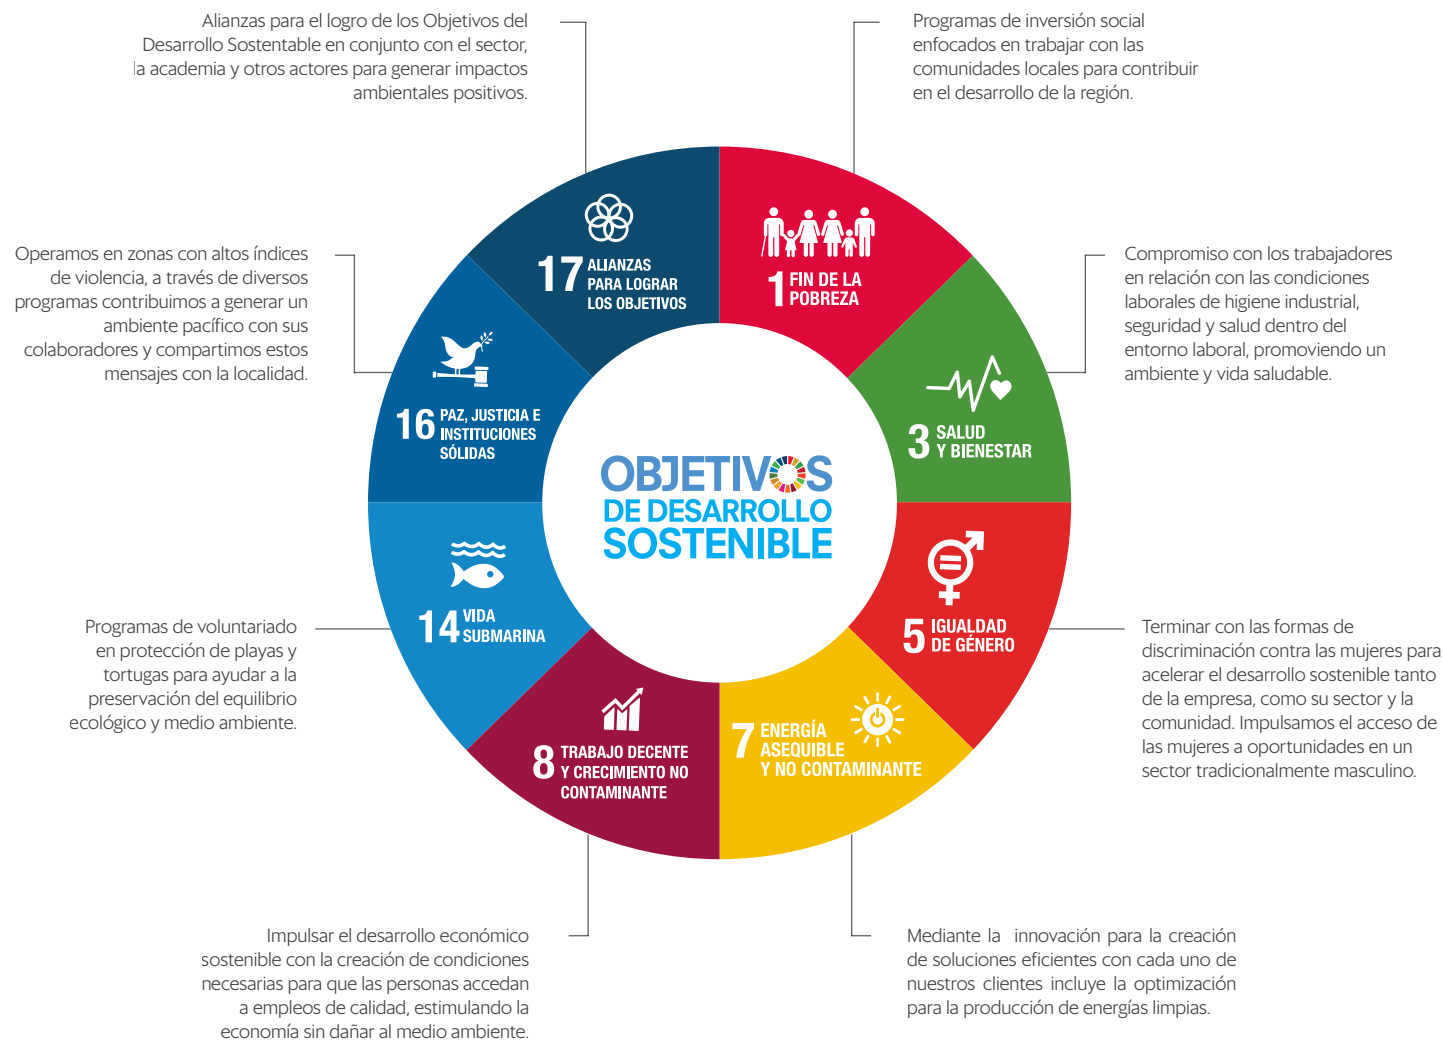 Alianzas para el logro de los Objetivos del
Desarrollo Sostentable en conjunto con el sector,
la academia y otros actores para generar impactos
ambientales positivos.
Programas de inversión social
enfocados en trabajar con las
comunidades locales para contribuir
en el desarrollo de la región.
Operamos en zonas con altos índices
de violencia, a través de diversos
programas contribuimos a generar un
ambiente pacífico con sus
colaboradores y compartimos estos
mensajes con la localidad.
Compromiso con los trabajadores
en relación con las condiciones
laborales de higiene industrial,
seguridad y salud dentro del
entorno laboral, promoviendo un
ambiente y vida saludable.
17 ALIANZAS
PARA LOGRAR
LOS OBJETIVOS
1 FIN DE LA
POBREZA
16 PAZ, JUSTICIA E
INSTITUCIONES
SÓLIDAS
3 SALUD
Y BIENESTAR
OBJETIVOS
DE DESARROLLO
SOSTENIBLE
14 VIDA
SUBMARINA
5 IGUALDAD
DE GÉNERO
8 TRABAJO DECENTE
Y CRECIMIENTO NO
CONTAMINANTE
7 ENERGÍA
ASEQUIBLE
Y NO CONTAMINANTE
Programas de voluntariado
en protección de playas y
tortugas para ayudar a la
preservación del equilibrio
ecológico y medio ambiente.
Terminar con las formas de
discriminación contra las mujeres para
acelerar el desarrollo sostenible tanto
de la empresa, como su sector y la
comunidad. Impulsamos el acceso de
las mujeres a oportunidades en un
sector tradicionalmente masculino.
Impulsar el desarrollo económico
sostenible con la creación de condiciones
necesarias para que las personas accedan
a empleos de calidad, estimulando la
economía sin dañar al medio ambiente.
Mediante la innovación para la creación
de soluciones eficientes con cada uno de
nuestros clientes incluye la optimización
para la producción de energías limpias.